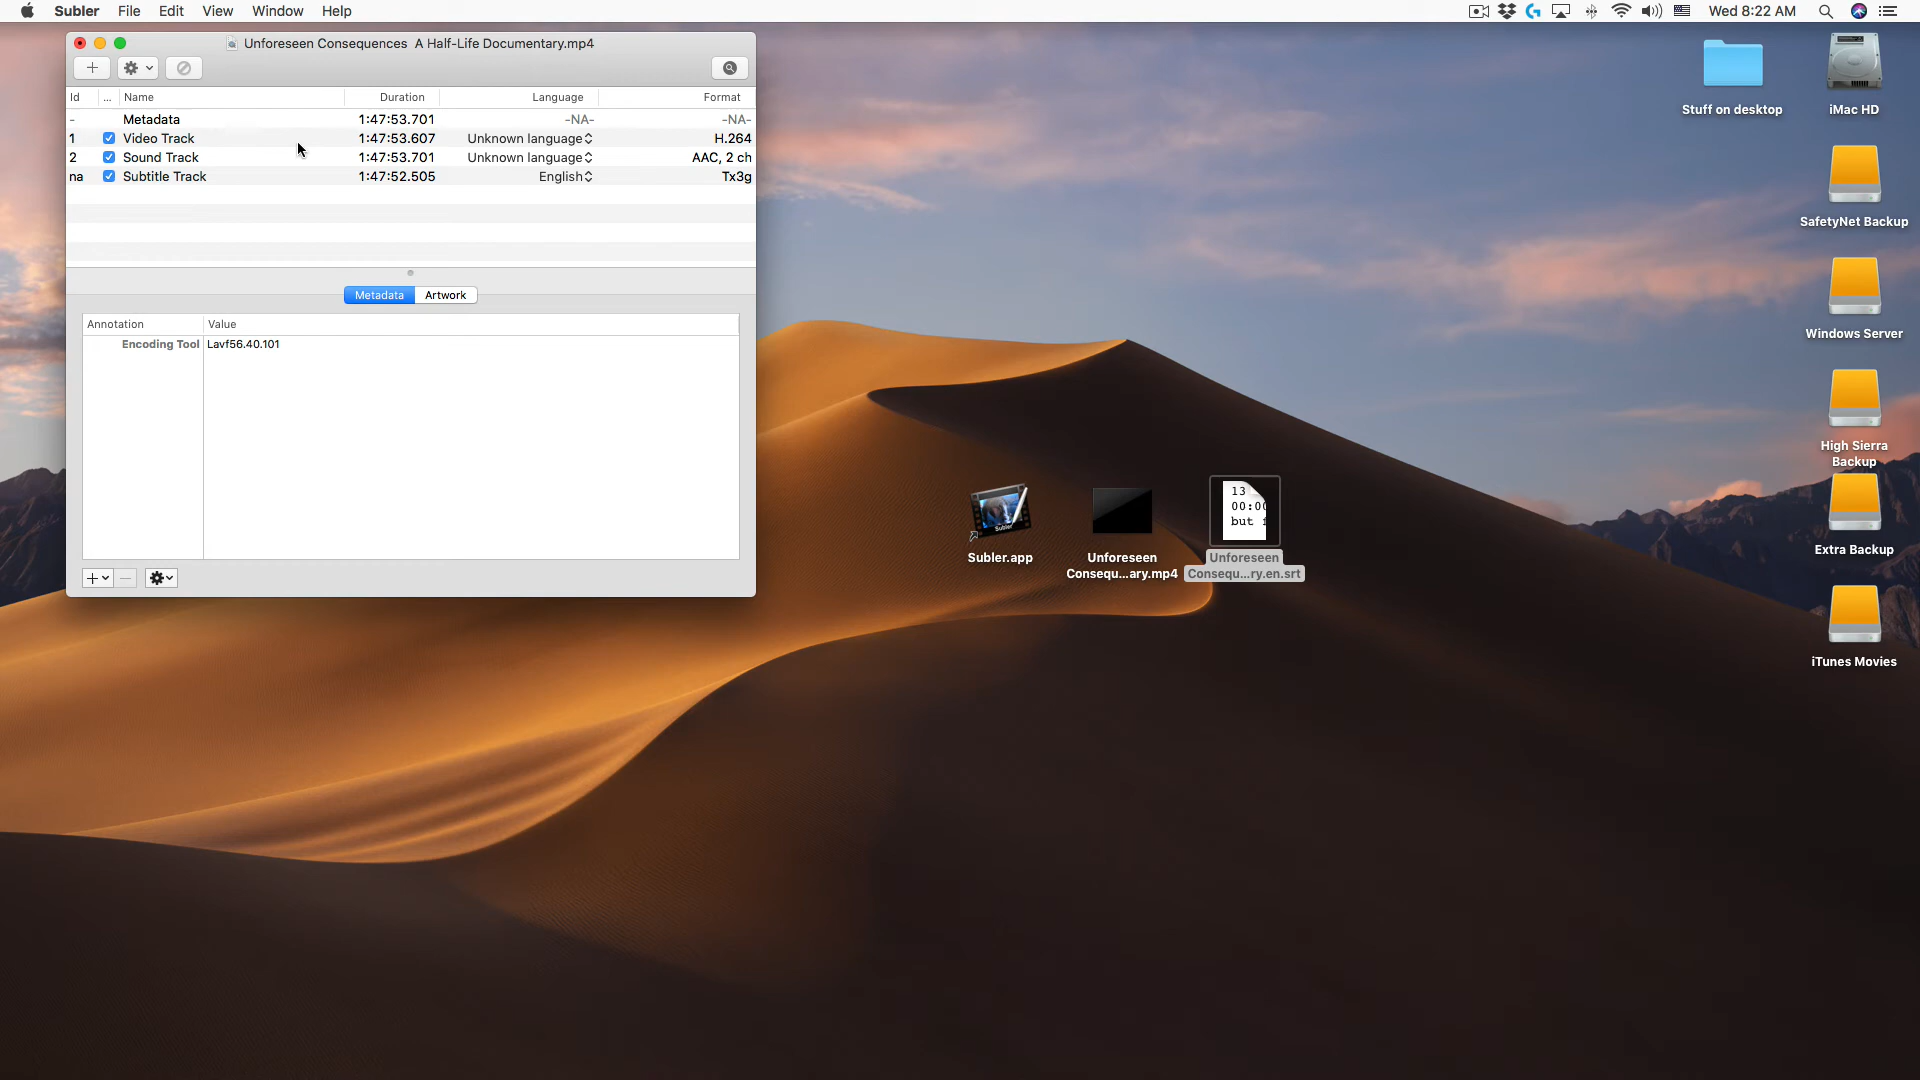 Subler File Edit View Window Help
Wed 8:22 AM
Unforeseen Consequences A Half-Life Documentary.mp4
Id ... Name Duration Language Format
- Metadata 1:47:53.701 -NA- -NA-
1 Video Track 1:47:53.607 Unknown language H.264
2 Sound Track 1:47:53.701 Unknown language AAC, 2 ch
na Subtitle Track 1:47:52.505 English Tx3g
Metadata Artwork
Annotation Value
Encoding Tool Lavf56.40.101
Stuff on desktop
iMac HD
SafetyNet Backup
Windows Server
High Sierra
Backup
Extra Backup
iTunes Movies
Subler
Subler.app
Unforeseen
Consequ...ary.mp4
13
00:00
but
Unforeseen
Consequ...ry.en.srt